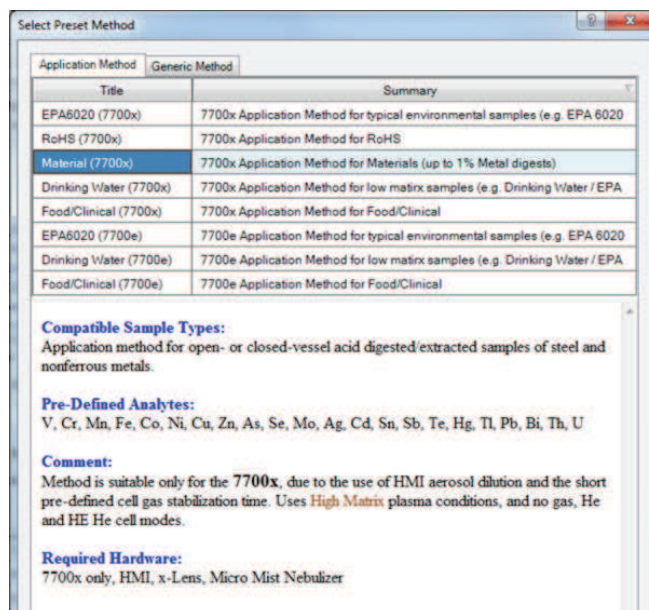 Select Preset Method
Application Method Generic Method
Title Summary
EPA6020 (7700x) 7700x Application Method for typical environmental samples (e.g. EPA 6020
RoHS (7700x) 7700x Application Method for RoHS
Material (7700x) 7700x Application Method for Materials (up to 1% Metal digests)
Drinking Water (7700x) 7700x Application Method for low matirx samples (e.g. Drinking Water / EPA
Food/Clinical (7700x) 7700x Application Method for Food/Clinical
EPA6020 (7700e) 7700e Application Method for typical environmental samples (e.g. EPA 6020
Drinking Water (7700e) 7700e Application Method for low matirx samples (e.g. Drinking Water / EPA
Food/Clinical (7700e) 7700e Application Method for Food/Clinical
Compatible Sample Types:
Application method for open- or closed-vessel acid digested/extracted samples of steel and
nonferrous metals.
Pre-Defined Analytes:
V, Cr, Mn, Fe, Co, Ni, Cu, Zn, As, Se, Mo, Ag, Cd, Sn, Sb, Te, Hg, Tl, Pb, Bi, Th, U
Comment:
Method is suitable only for the 7700x, due to the use of HMI aerosol dilution and the short
pre-defined cell gas stabilization time. Uses High Matrix plasma conditions, and no gas, He
and HE He cell modes.
Required Hardware:
7700x only, HMI, x-Lens, Micro Mist Nebulizer